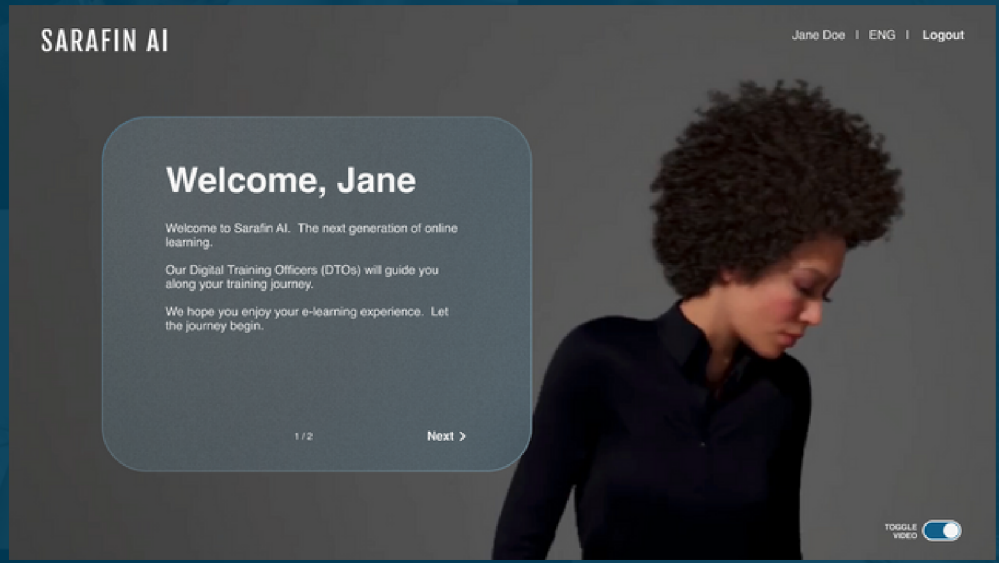 SARAFIN AI
Jane Doe | ENG | Logout
Welcome, Jane
Welcome to Sarafin AI. The next generation of online
learning.
Our Digital Training Officers (DTOs) will guide you
along your training journey.
We hope you enjoy your e-learning experience. Let
the journey begin.
1 / 2
Next >
TOGGLE
VIDEO